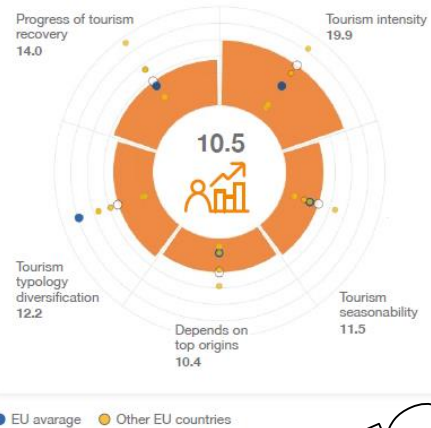 Progress of tourism
recovery
14.0
Tourism intensity
19.9
10.5
Tourism
typology
diversification
12.2
Tourism
seasonability
11.5
Depends on
top origins
10.4
EU avarage
Other EU countries